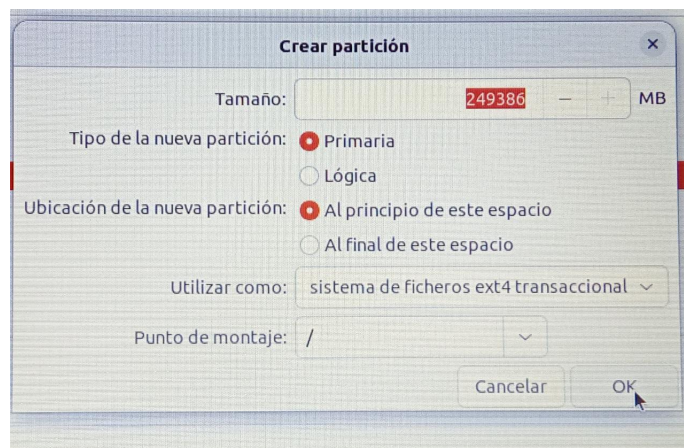 Crear partición
Tamaño: 249386 MB
Tipo de la nueva partición: Primaria
Lógica
Ubicación de la nueva partición: Al principio de este espacio
Al final de este espacio
Utilizar como: sistema de ficheros ext4 transaccional
Punto de montaje: /
Cancelar OK